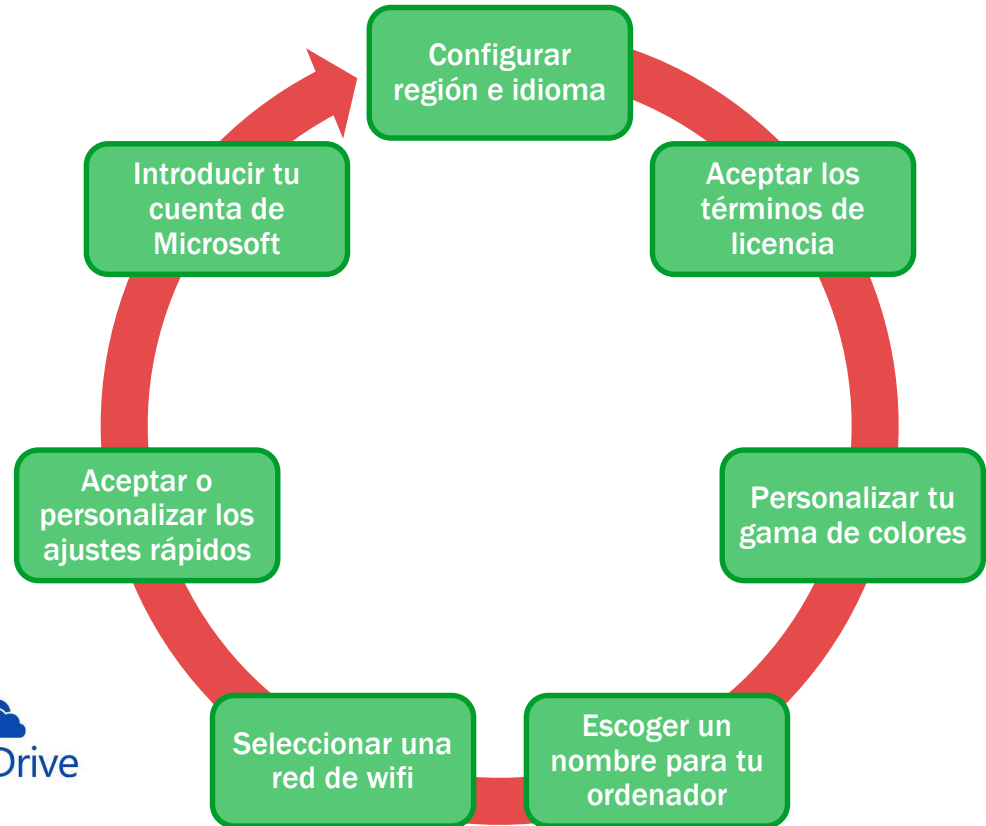 Configurar
región e idioma
Aceptar los
términos de
licencia
Personalizar tu
gama de colores
Escoger un
nombre para tu
ordenador
Seleccionar una
red de wifi
Aceptar o
personalizar los
ajustes rápidos
Introducir tu
cuenta de
Microsoft
Drive